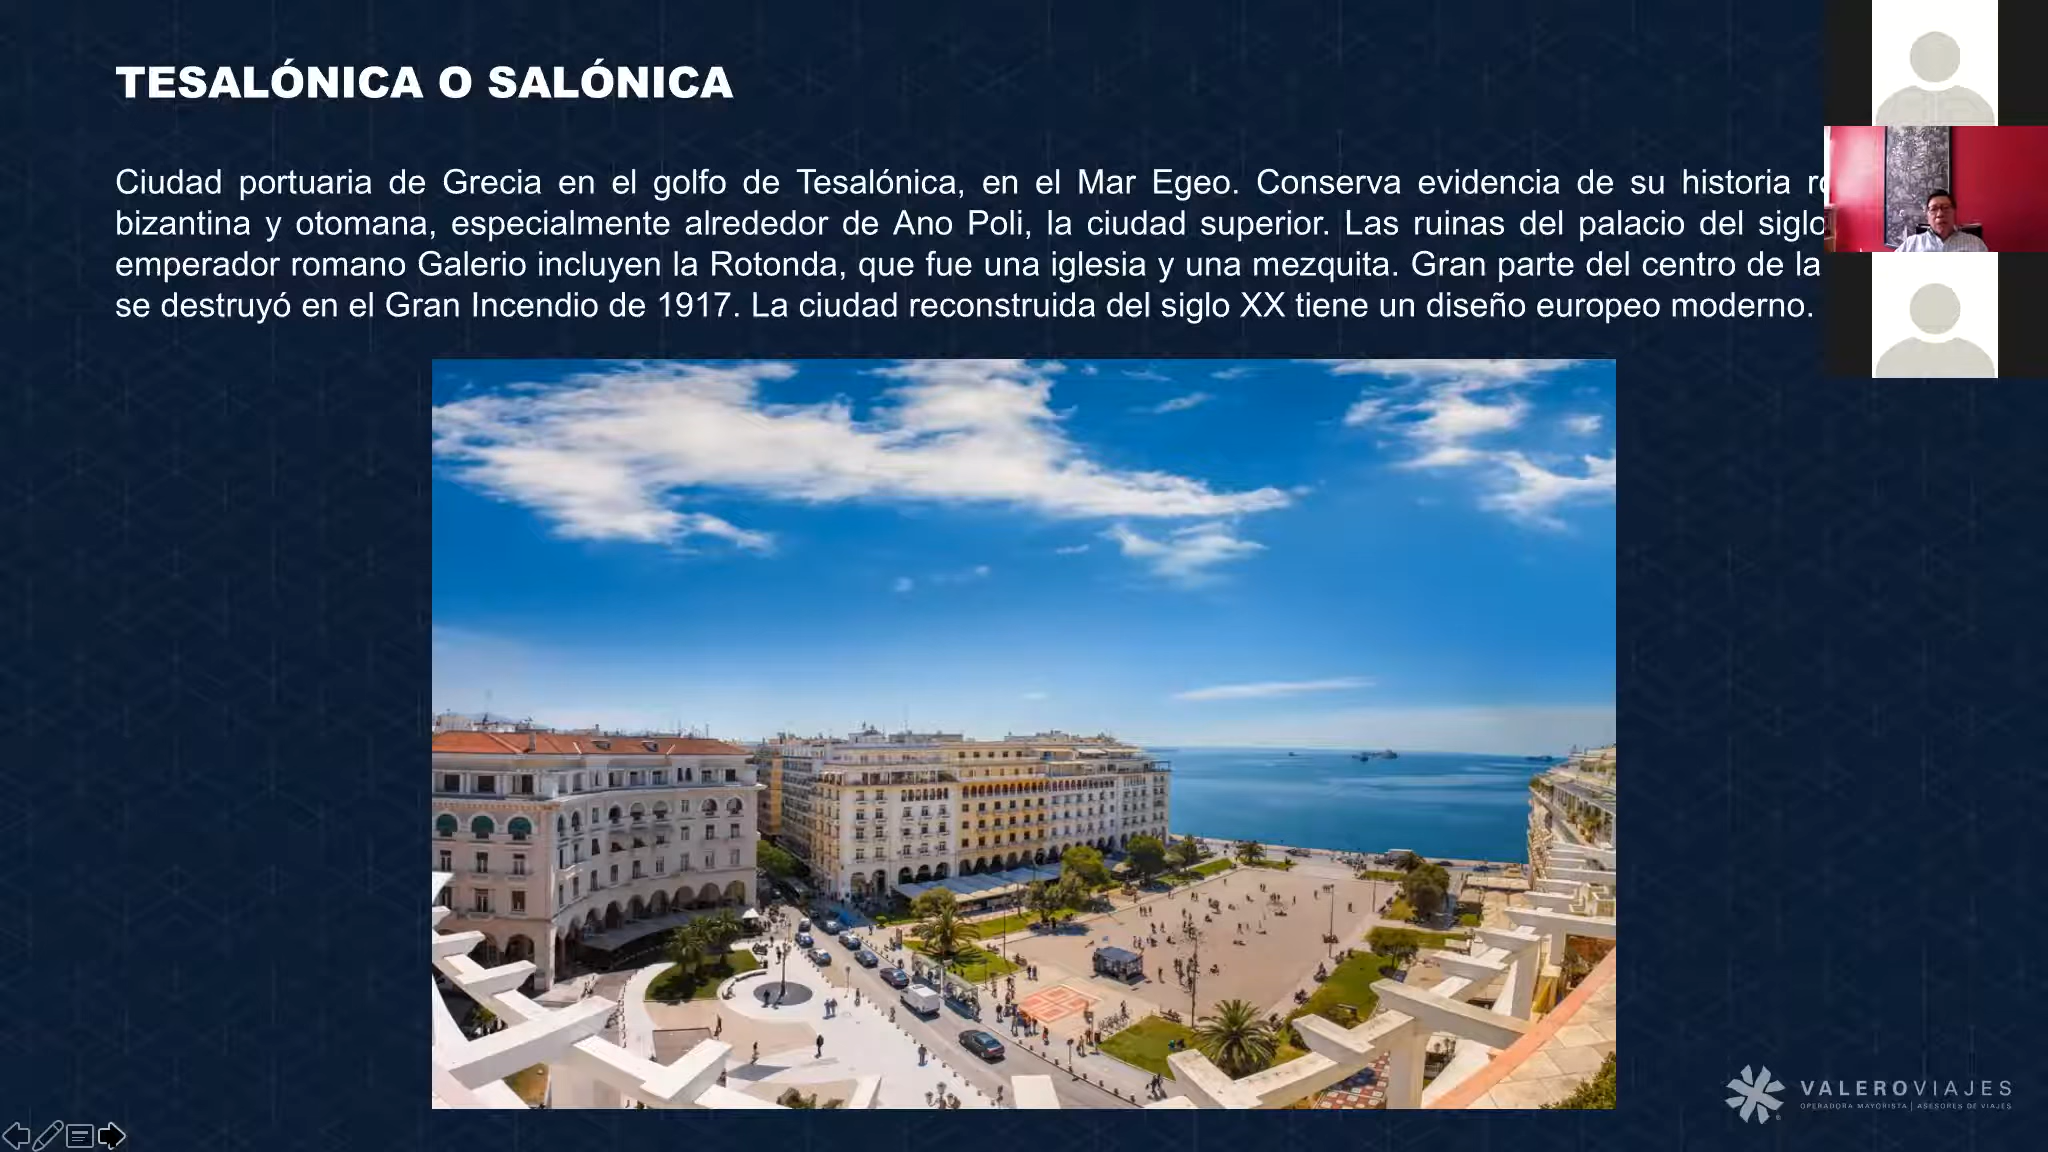 TESALÓNICA O SALÓNICA
Ciudad portuaria de Grecia en el golfo de Tesalónica, en el Mar Egeo. Conserva evidencia de su historia
bizantina y otomana, especialmente alrededor de Ano Poli, la ciudad superior. Las ruinas del palacio del siglo
emperador romano Galerio incluyen la Rotonda, que fue una iglesia y una mezquita. Gran parte del centro de la
se destruyó en el Gran Incendio de 1917. La ciudad reconstruida del siglo XX tiene un diseño europeo moderno.
VALEROVIAJES
OPERADORA MAYORISTA | ASESORES DE VIAJES